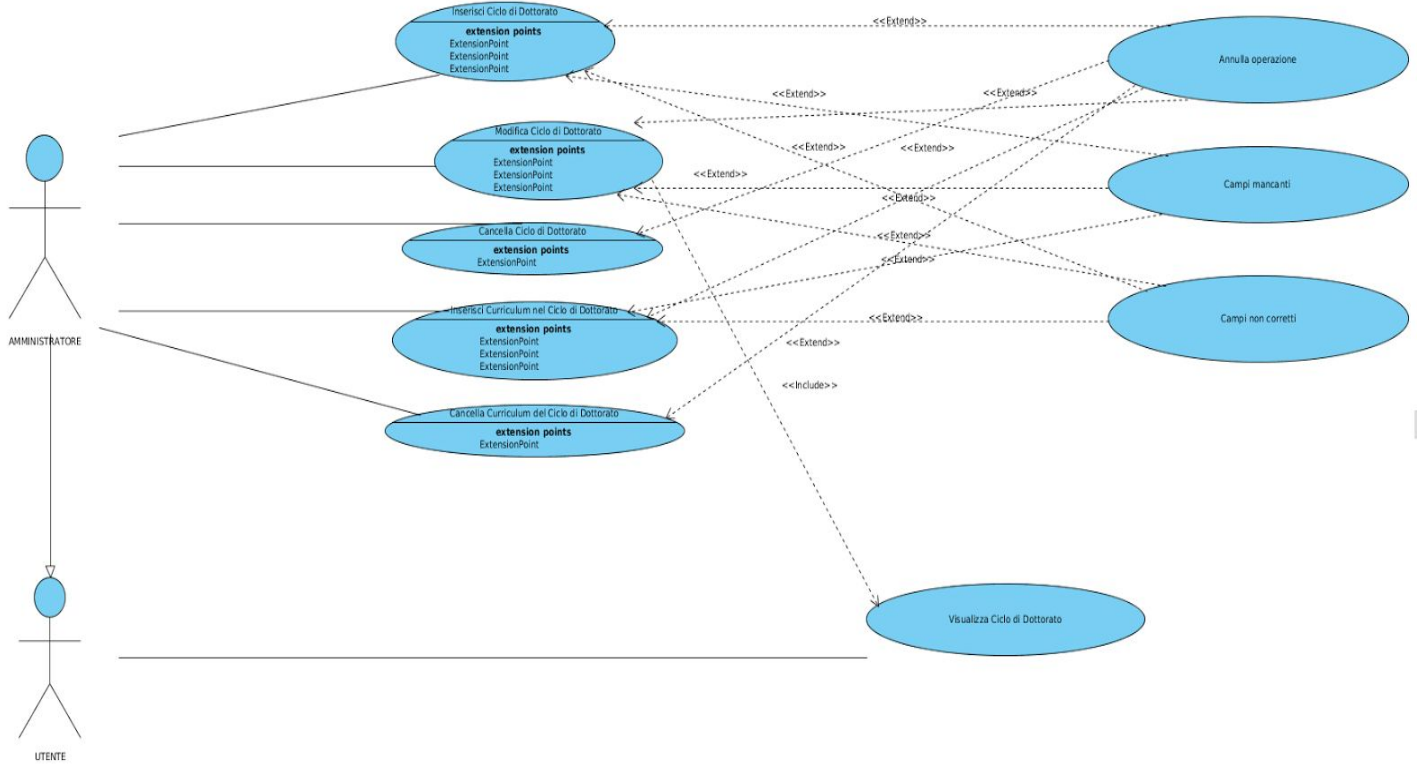 Inserisci Ciclo di Dottorato
extension points
ExtensionPoint
ExtensionPoint
ExtensionPoint
<<Extend>>
Annulla operazione
<<Extend>>
<<Extend>>
Modifica Ciclo di Dottorato
extension points
ExtensionPoint
ExtensionPoint
ExtensionPoint
<<Extend>>
<<Extend>>
<<Extend>>
Campi mancanti
<<Extend>>
Cancella Ciclo di Dottorato
extension points
ExtensionPoint
<<Extend>>
<<Extend>>
Inserisci Curriculum nel Ciclo di Dottorato
extension points
ExtensionPoint
ExtensionPoint
ExtensionPoint
<<Extend>>
Campi non corretti
AMMINISTRATORE
<<Extend>>
<<Include>>
Cancella Curriculum del Ciclo di Dottorato
extension points
ExtensionPoint
Visualizza Ciclo di Dottorato
UTENTE